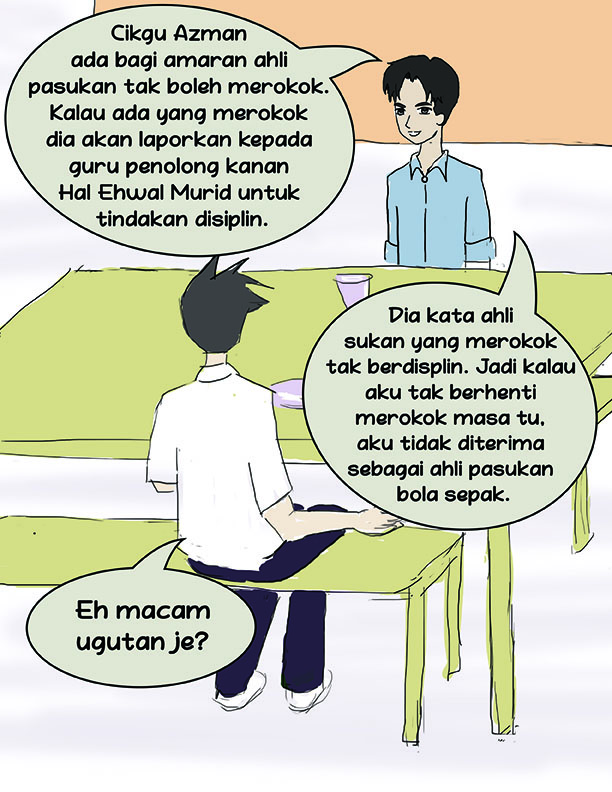 Cikgu Azman
ada bagi amaran ahli
pasukan tak boleh merokok.
Kalau ada yang merokok
dia akan laporkan kepada
guru penolong kanan
Hal Ehwal Murid untuk
tindakan disiplin.
Dia kata ahli
sukan yang merokok
tak berdisplin. Jadi kalau
aku tak berhenti
merokok masa tu,
aku tidak diterima
sebagai ahli pasukan
bola sepak.
Eh macam
ugutan je?